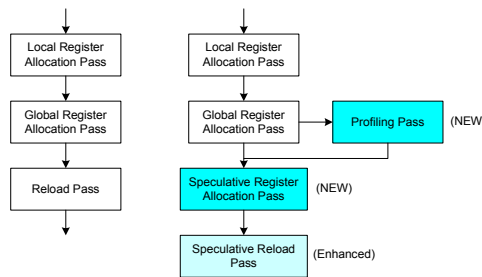 Local Register
Allocation Pass
Global Register
Allocation Pass
Reload Pass
Local Register
Allocation Pass
Global Register
Allocation Pass
Profiling Pass
(NEW
Speculative Register
Allocation Pass
(NEW)
Speculative Reload
Pass
(Enhanced)